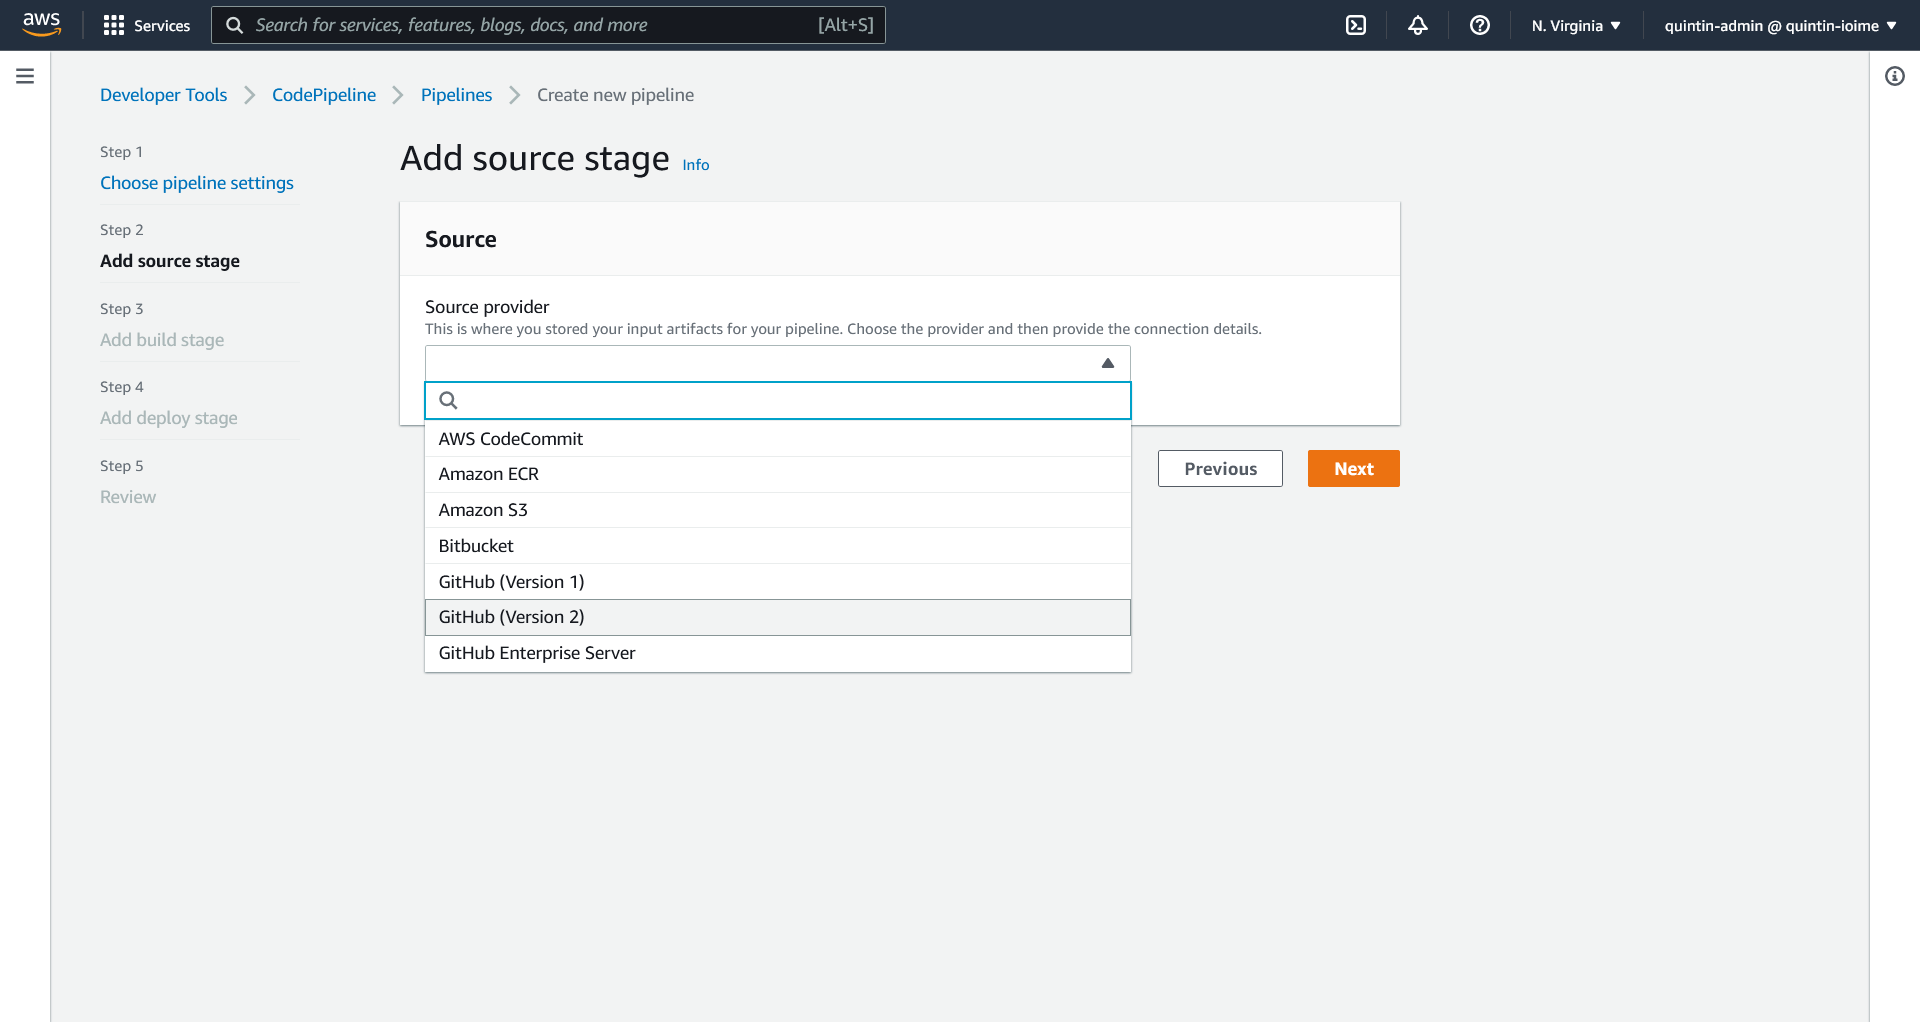 aws Services Search for services, features, blogs, docs, and more [Alt+S] N. Virginia quintin-admin @ quintin-ioime
Developer Tools CodePipeline Pipelines Create new pipeline
Step 1
Choose pipeline settings
Step 2
Add source stage
Step 3
Add build stage
Step 4
Add deploy stage
Step 5
Review
Add source stage Info
Source
Source provider
This is where you stored your input artifacts for your pipeline. Choose the provider and then provide the connection details.
AWS CodeCommit
Amazon ECR
Amazon S3
Bitbucket
GitHub (Version 1)
GitHub (Version 2)
GitHub Enterprise Server
Previous Next